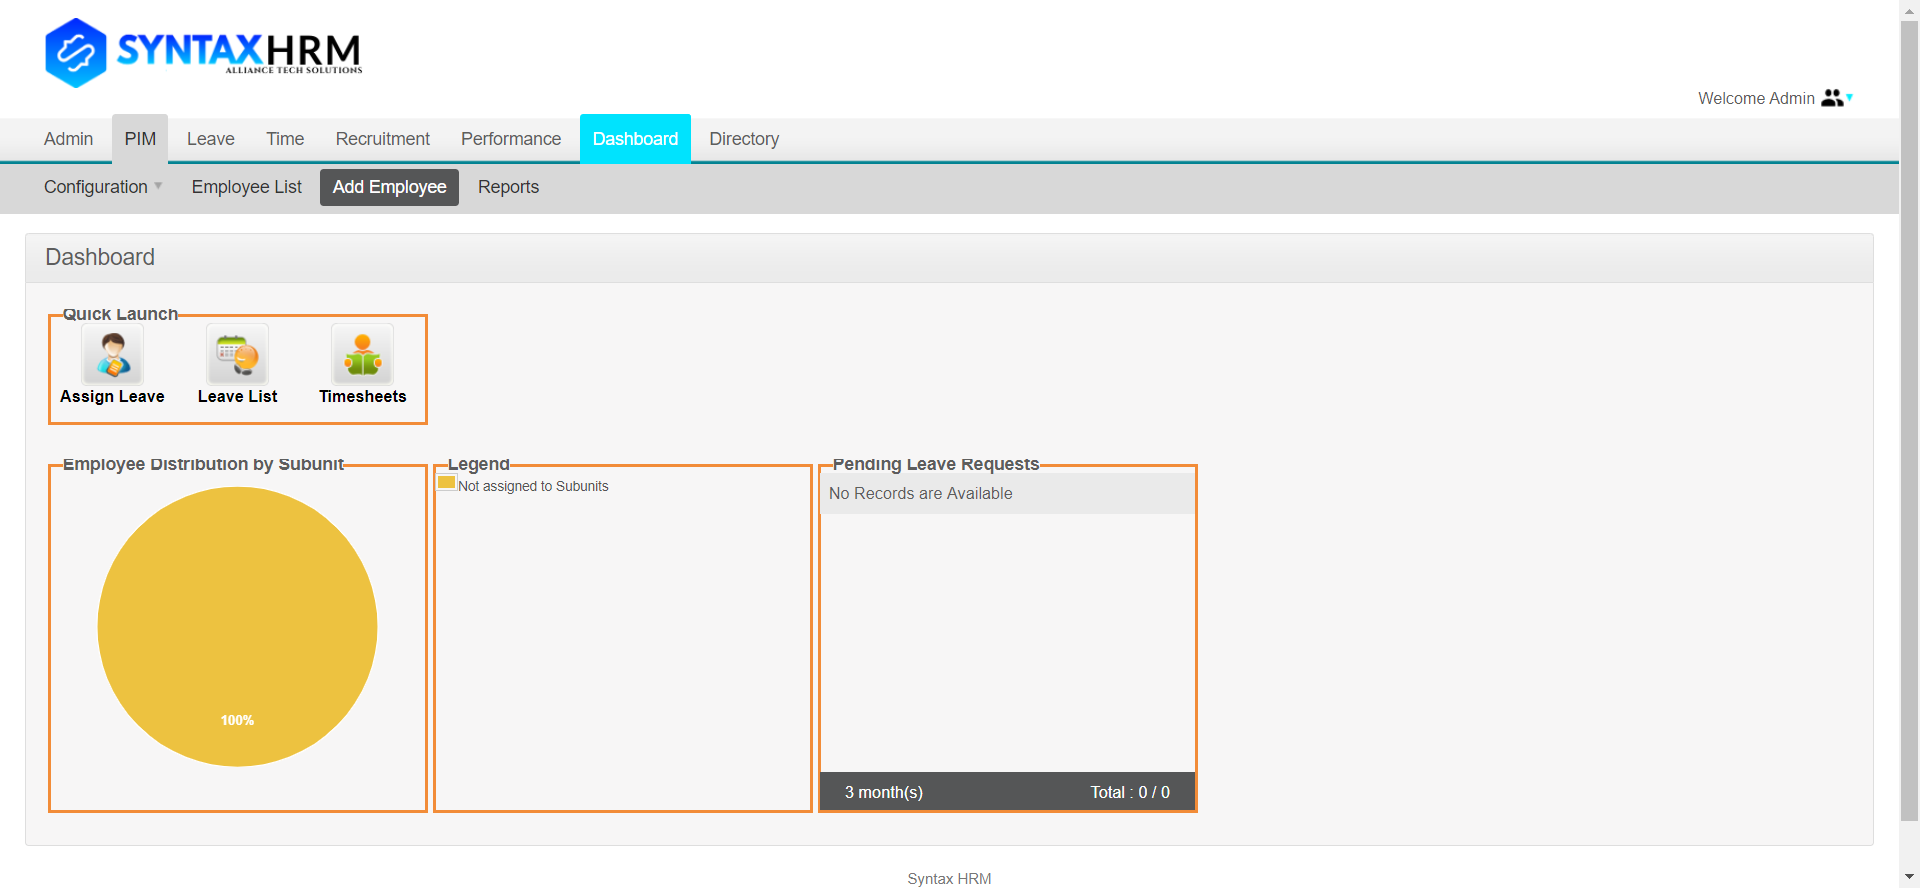 SYNTAXHRM
ALLIANCE TECH SOLUTIONS
Welcome Admin
Admin PIM Leave Time Recruitment Performance Dashboard Directory
Configuration Employee List Add Employee Reports
Dashboard
Quick Launch
Assign Leave Leave List Timesheets
Employee Distribution by Subunit
100%
Legend
Not assigned to Subunits
Pending Leave Requests
No Records are Available
3 month(s) Total : 0 / 0
Syntax HRM